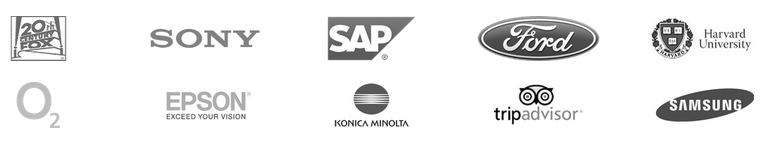 20th
CENTURY
FOX
SONY
SAP®
Ford
Harvard
University
O2
EPSON®
EXCEED YOUR VISION
KONICA MINOLTA
tripadvisor®
SAMSUNG